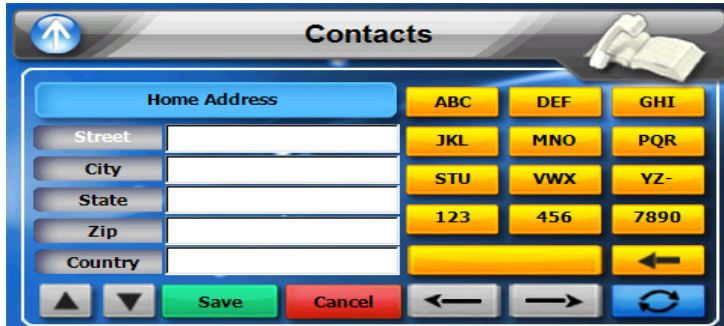 Contacts
Home Address
ABC DEF GHI
Street
JKL MNO PQR
City
STU VWX YZ-
State
Zip
123 456 7890
Country
Save Cancel